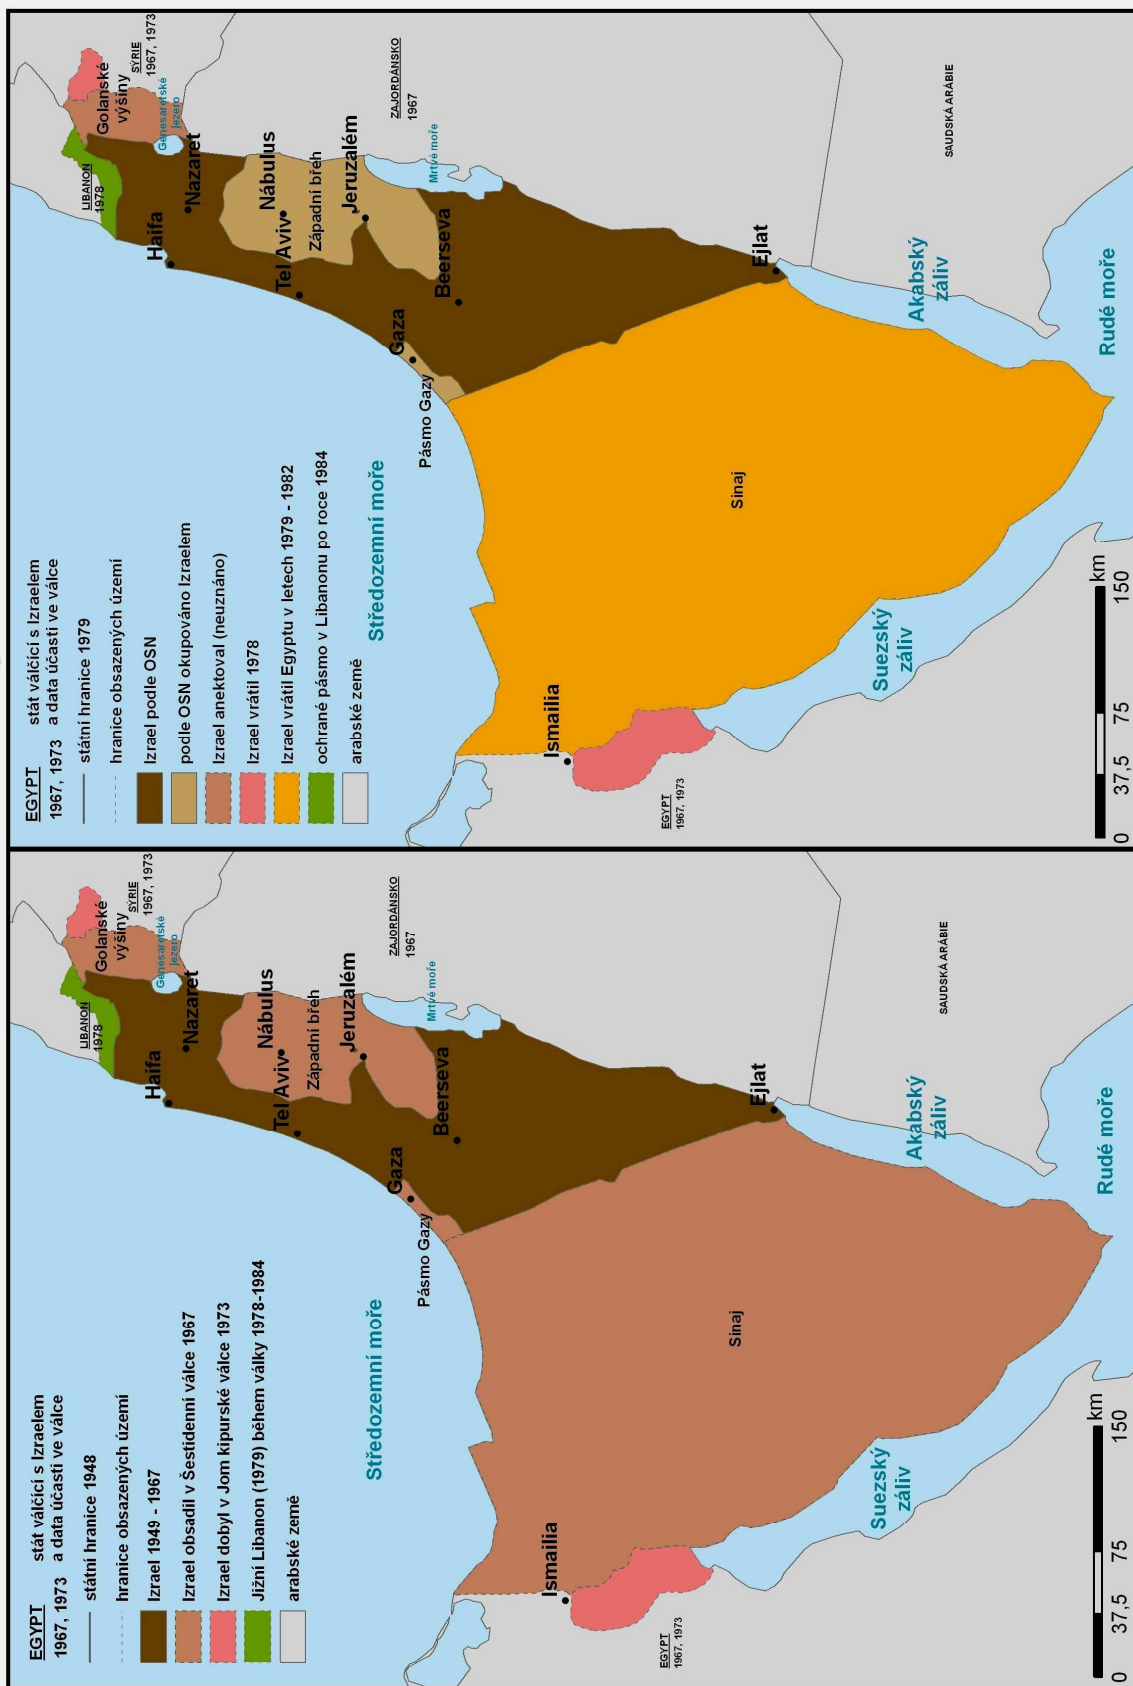 EGYPT stát válčící s Izraelem
1967, 1973 a data účasti ve válce
státní hranice 1948
hranice obsazených území
Izrael 1949 - 1967
Izrael obsadil v Šestidenní válce 1967
Izrael dobyl v Jom kipurské válce 1973
Jižní Libanon (1979) během války 1978-1984
arabské země
LIBANON
1978
Golanské
výšiny
SÝRIE
1967, 1973
Genesaretské
jezero
Haifa
Nazaret
Nábulus
Tel Aviv
Západní břeh
Jeruzalém
ZAJORDÁNSKO
1967
Mrtvé moře
Gaza
Beerseva
Pásmo Gazy
Středozemní moře
Ismailia
EGYPT
1967, 1973
Sinaj
Ejlat
SAUDSKÁ ARÁBIE
Suezský
záliv
Akabský
záliv
Rudé moře
0 37,5 75 150
km
EGYPT stát válčící s Izraelem
1967, 1973 a data účasti ve válce
státní hranice 1979
hranice obsazených území
Izrael podle OSN
podle OSN okupováno Izraelem
Izrael anektoval (neuznáno)
Izrael vrátil 1978
Izrael vrátil Egyptu v letech 1979 - 1982
ochrané pásmo v Libanonu po roce 1984
arabské země
LIBANON
1978
Golanské
výšiny
SÝRIE
1967, 1973
Genesaretské
jezero
Haifa
Nazaret
Nábulus
Tel Aviv
Západní břeh
Jeruzalém
ZAJORDÁNSKO
1967
Mrtvé moře
Gaza
Beerseva
Pásmo Gazy
Středozemní moře
Ismailia
EGYPT
1967, 1973
Sinaj
Ejlat
SAUDSKÁ ARÁBIE
Suezský
záliv
Akabský
záliv
Rudé moře
0 37,5 75 150
km